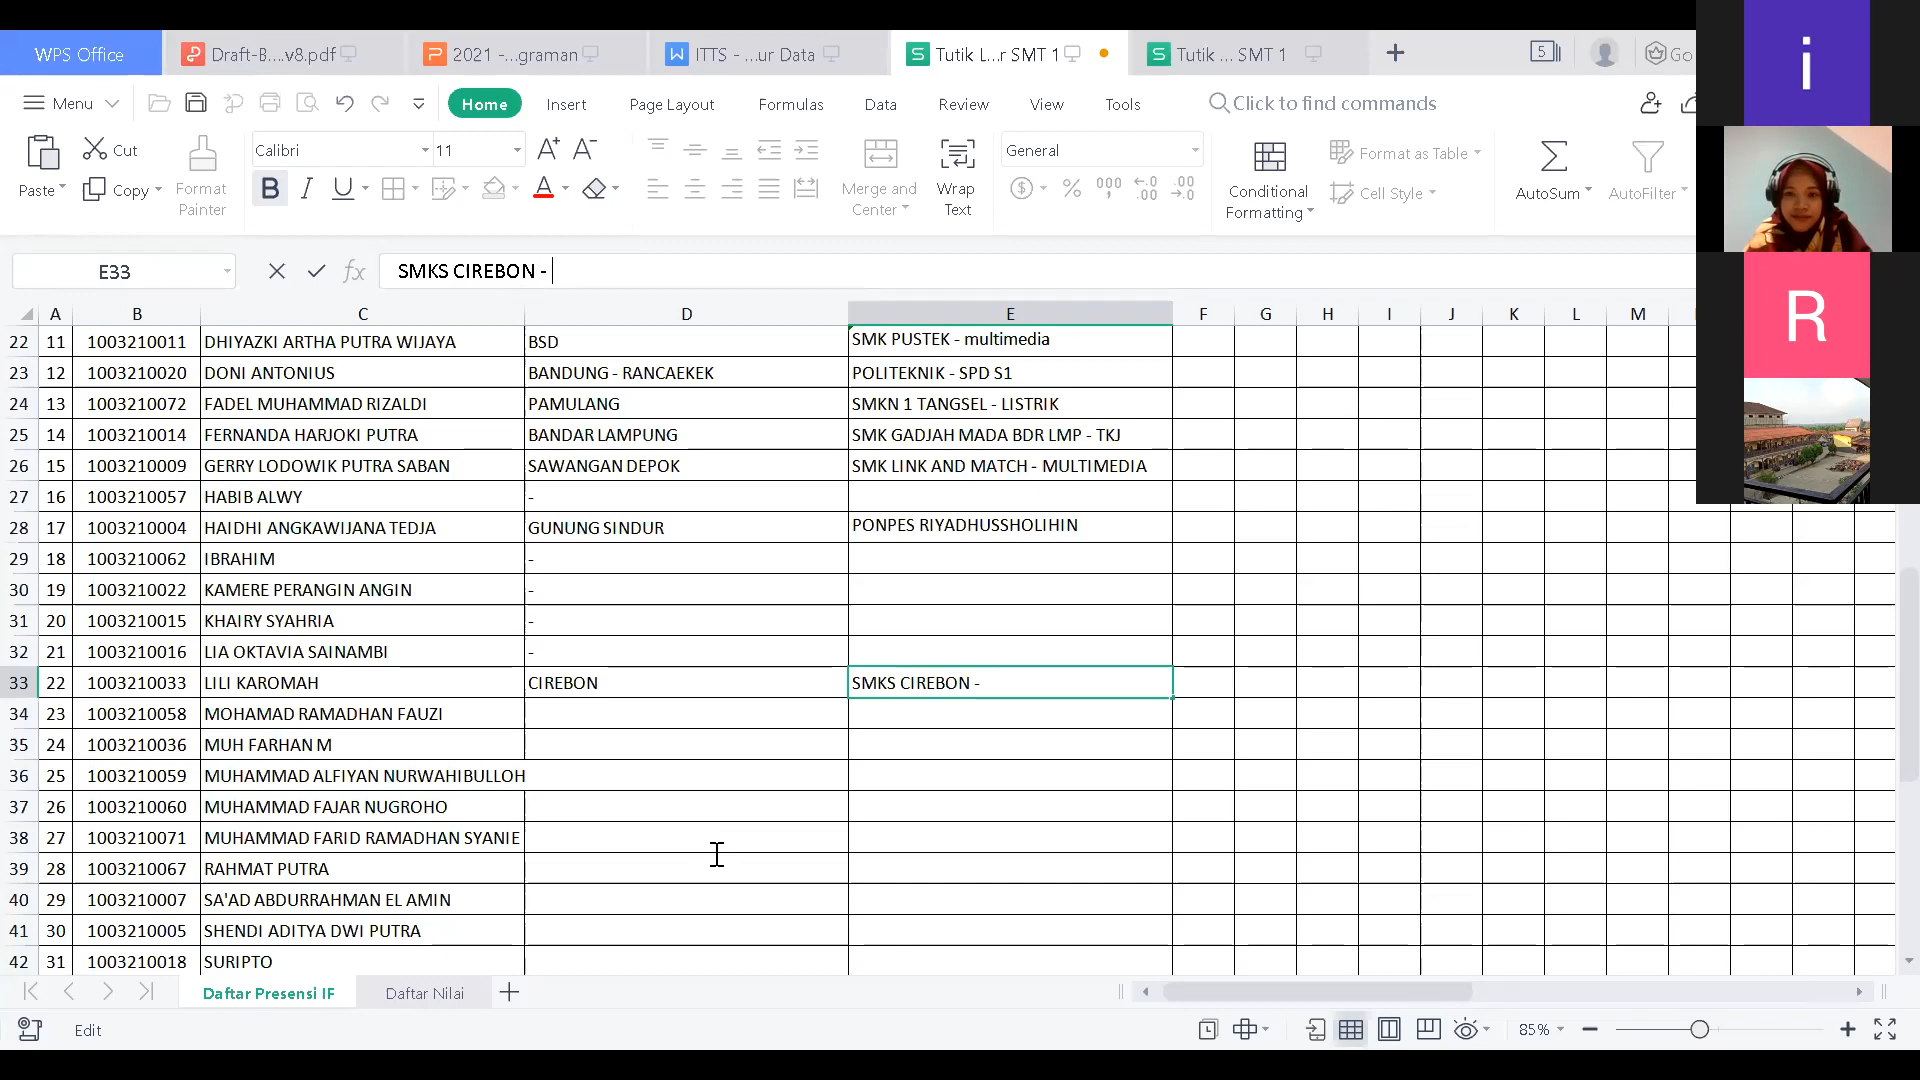 WPS Office Draft-B....v8.pdf 2021 -...graman ITTS - ...ur Data Tutik L...r SMT 1 Tutik ... SMT 1 5 Go
Menu Home Insert Page Layout Formulas Data Review View Tools Click to find commands
Paste Cut Copy Format Painter Calibri 11 Merge and Center Wrap Text General Conditional Formatting Format as Table Cell Style AutoSum AutoFilter
E33 fx SMKS CIREBON -
A B C D E F G H I J K L M
22 11 1003210011 DHIYAZKI ARTHA PUTRA WIJAYA BSD SMK PUSTEK - multimedia
23 12 1003210020 DONI ANTONIUS BANDUNG - RANCAEKEK POLITEKNIK - SPD S1
24 13 1003210072 FADEL MUHAMMAD RIZALDI PAMULANG SMKN 1 TANGSEL - LISTRIK
25 14 1003210014 FERNANDA HARJOKI PUTRA BANDAR LAMPUNG SMK GADJAH MADA BDR LMP - TKJ
26 15 1003210009 GERRY LODOWIK PUTRA SABAN SAWANGAN DEPOK SMK LINK AND MATCH - MULTIMEDIA
27 16 1003210057 HABIB ALWY -
28 17 1003210004 HAIDHI ANGKAWIJANA TEDJA GUNUNG SINDUR PONPES RIYADHUSSHOLIHIN
29 18 1003210062 IBRAHIM -
30 19 1003210022 KAMERE PERANGIN ANGIN -
31 20 1003210015 KHAIRY SYAHRIA -
32 21 1003210016 LIA OKTAVIA SAINAMBI -
33 22 1003210033 LILI KAROMAH CIREBON SMKS CIREBON -
34 23 1003210058 MOHAMAD RAMADHAN FAUZI
35 24 1003210036 MUH FARHAN M
36 25 1003210059 MUHAMMAD ALFIYAN NURWAHIBULLOH
37 26 1003210060 MUHAMMAD FAJAR NUGROHO
38 27 1003210071 MUHAMMAD FARID RAMADHAN SYANIE
39 28 1003210067 RAHMAT PUTRA
40 29 1003210007 SA'AD ABDURRAHMAN EL AMIN
41 30 1003210005 SHENDI ADITYA DWI PUTRA
42 31 1003210018 SURIPTO
Daftar Presensi IF Daftar Nilai
Edit 85%
i
R